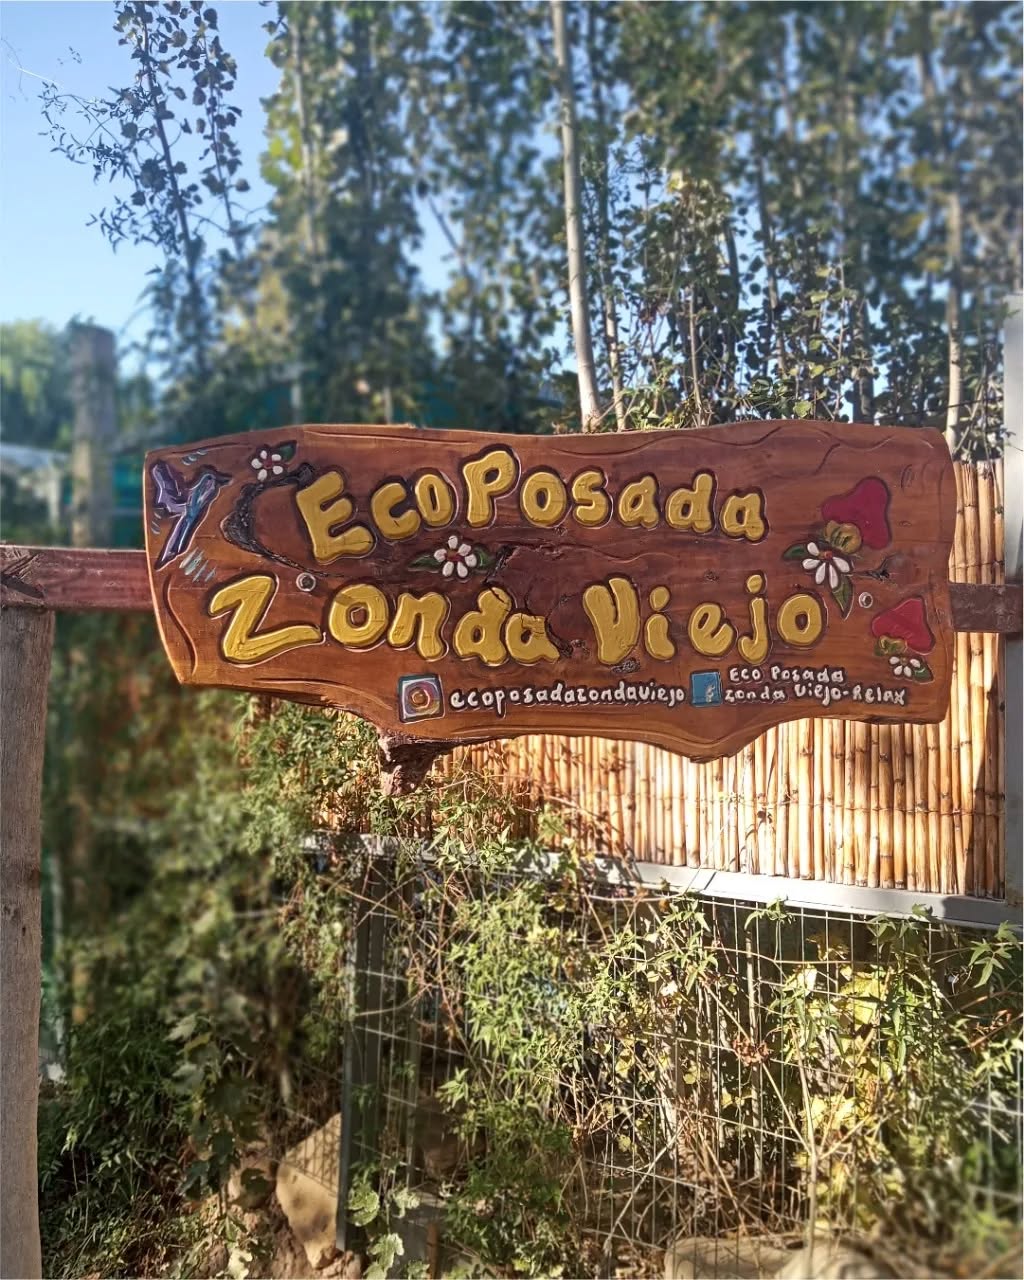 EcoPosada
Zonda Viejo
ecoposadazondaviejo
Eco Posada
Zonda Viejo-Relax